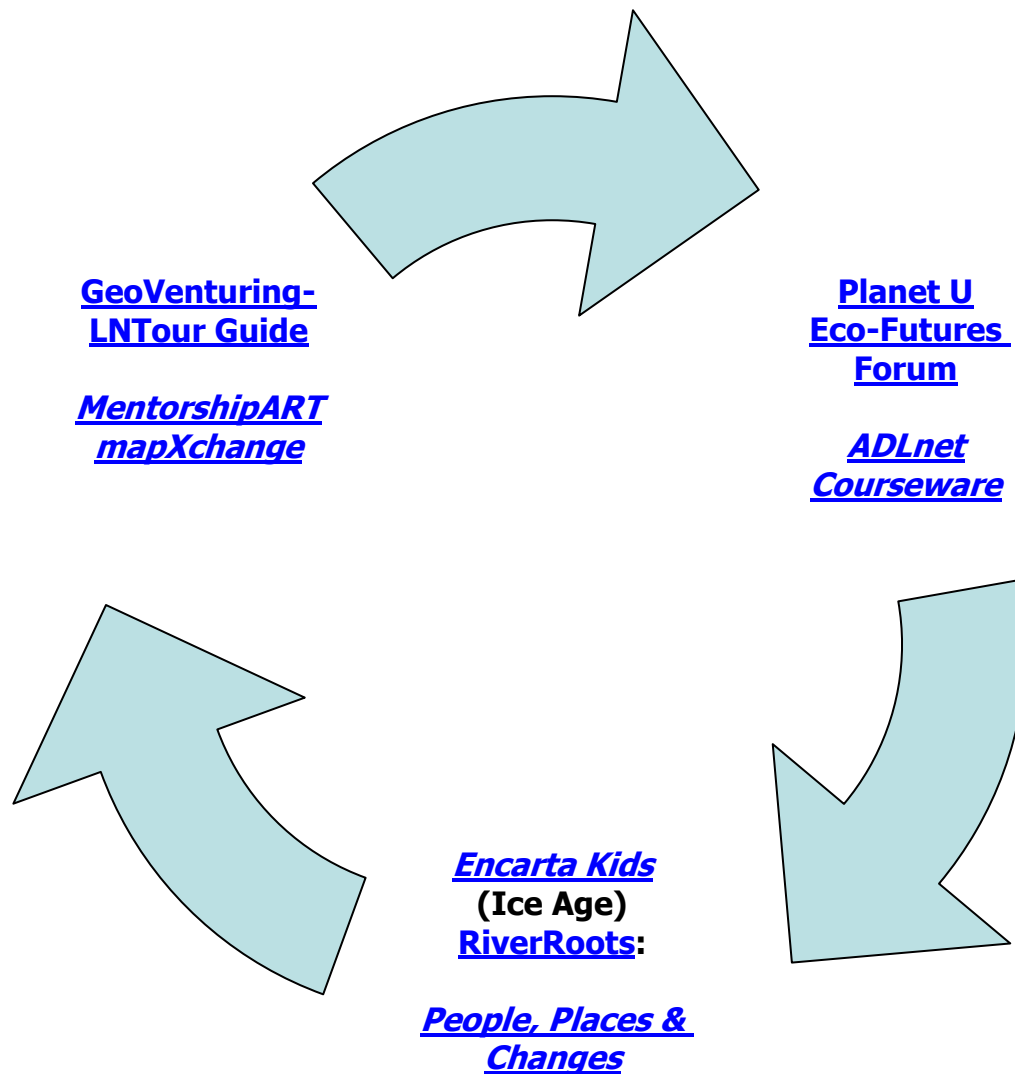 GeoVenturing-
LNTour Guide
MentorshipART
mapXchange
Planet U
Eco-Futures
Forum
ADLnet
Courseware
Encarta Kids
(Ice Age)
RiverRoots:
People, Places &
Changes